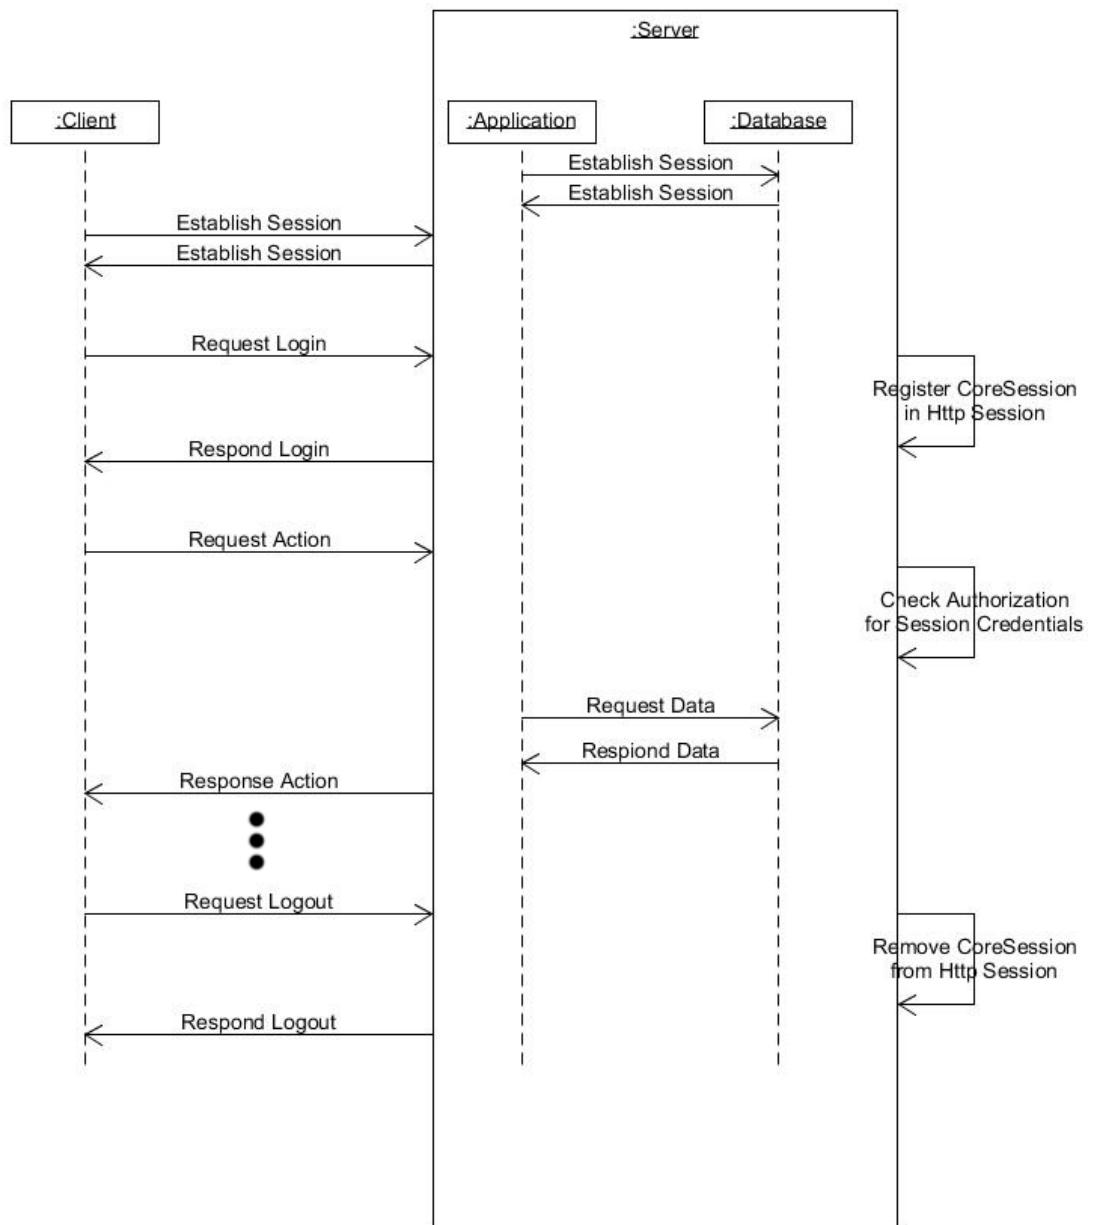 :Server
:Client
:Application
:Database
Establish Session
Establish Session
Establish Session
Establish Session
Request Login
Register CoreSession
in Http Session
Respond Login
Request Action
Check Authorization
for Session Credentials
Request Data
Respiond Data
Response Action
Request Logout
Remove CoreSession
from Http Session
Respond Logout